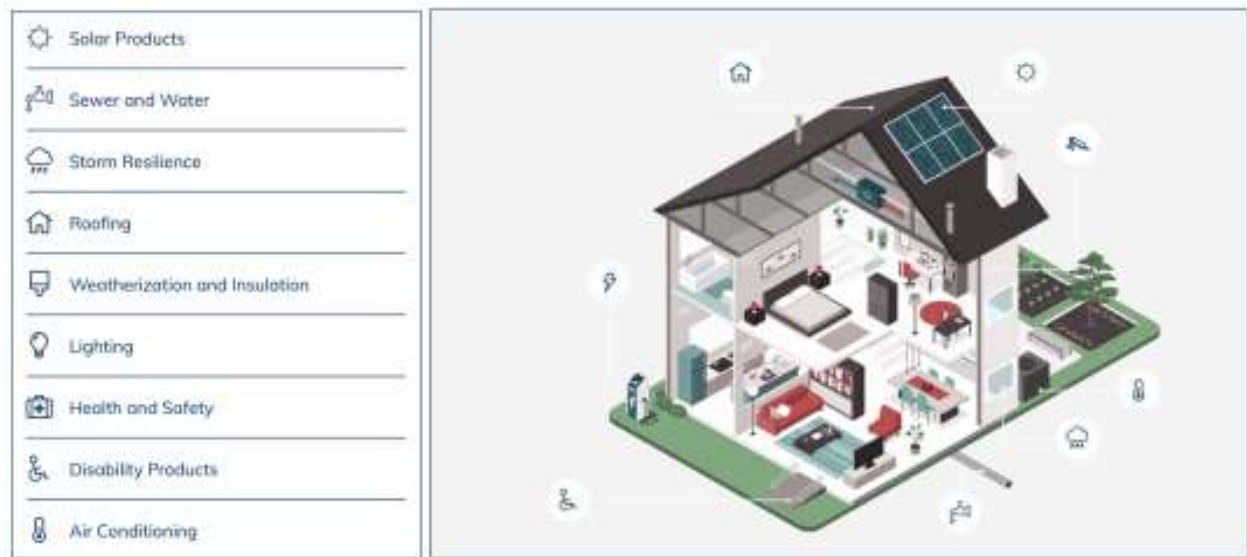 Solar Products
Sewer and Water
Storm Resilience
Roofing
Weatherization and Insulation
Lighting
Health and Safety
Disability Products
Air Conditioning